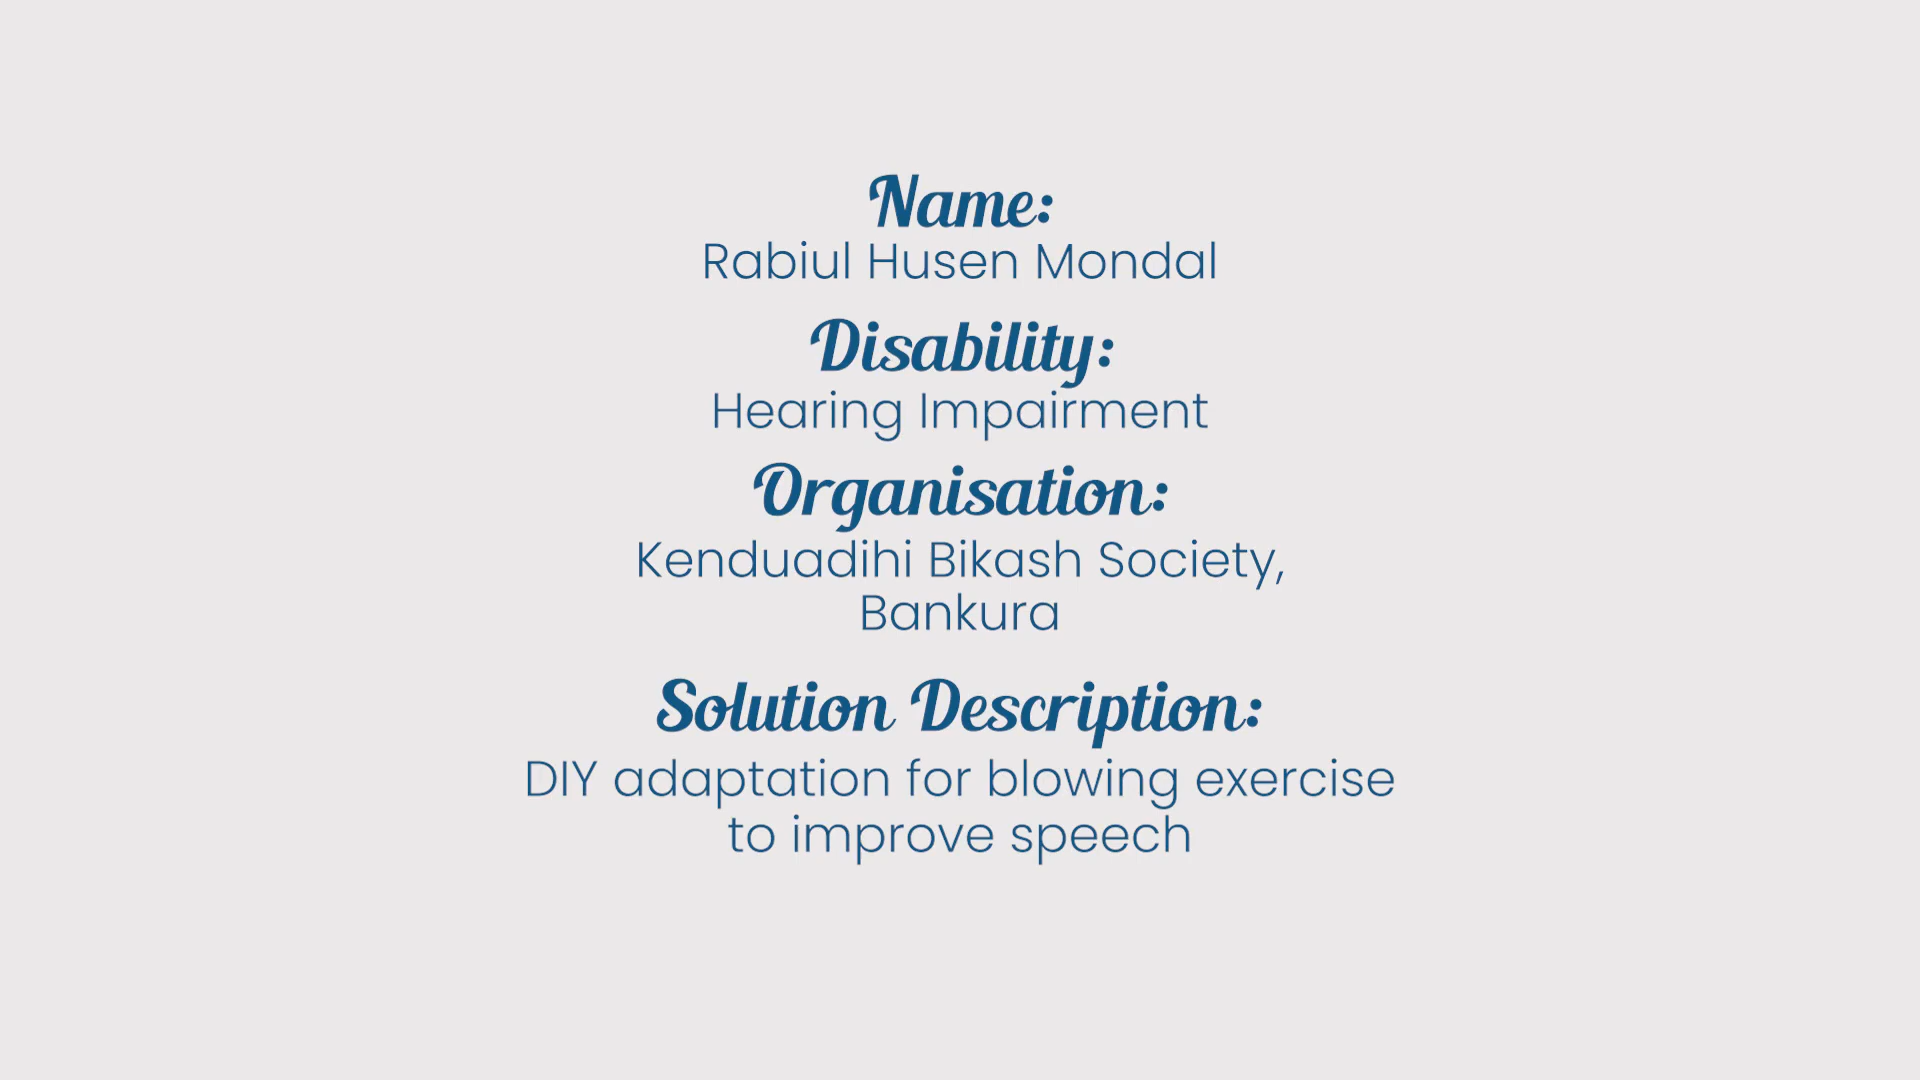 Name:
Rabiul Husen Mondal
Disability:
Hearing Impairment
Organisation:
Kenduadihi Bikash Society,
Bankura
Solution Description:
DIY adaptation for blowing exercise
to improve speech